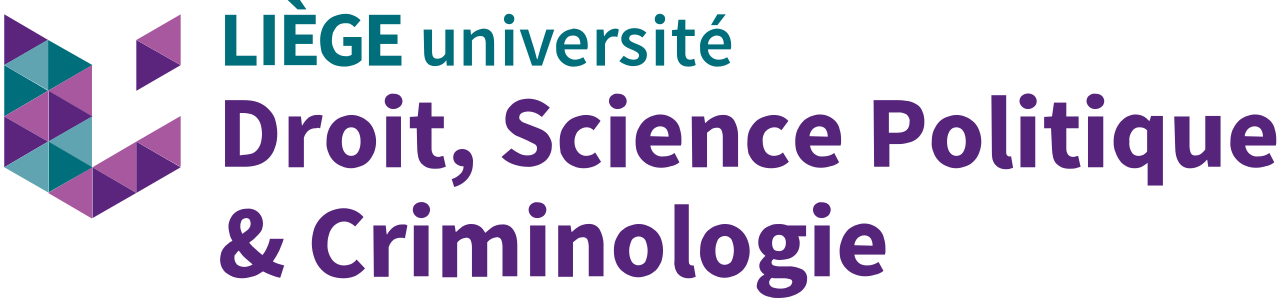 LIÈGE université
Droit, Science Politique
& Criminologie